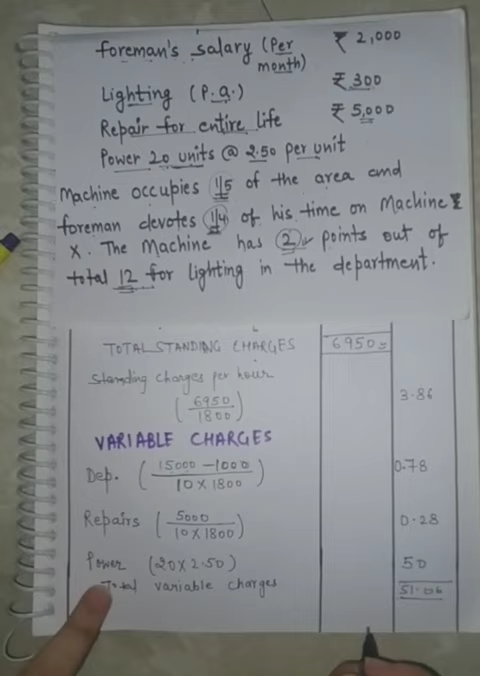 foreman's salary (Per month) ₹ 2,000
Lighting (P.a.) ₹ 300
Repair for entire life ₹ 5,000
Power 20 units @ 2.50 per unit
Machine occupies 1/5 of the area and
foreman devotes 1/4 of his time on Machine
X. The Machine has 2 points out of
total 12 for lighting in the department.
TOTAL STANDING CHARGES 6950=
Standing charges per hour
(6950/1800) 3.86
VARIABLE CHARGES
Dep. (15000-1000/10×1800) 0.78
Repairs (5000/10×1800) 0.28
Power (20×2.50) 50
Total variable charges 51.06